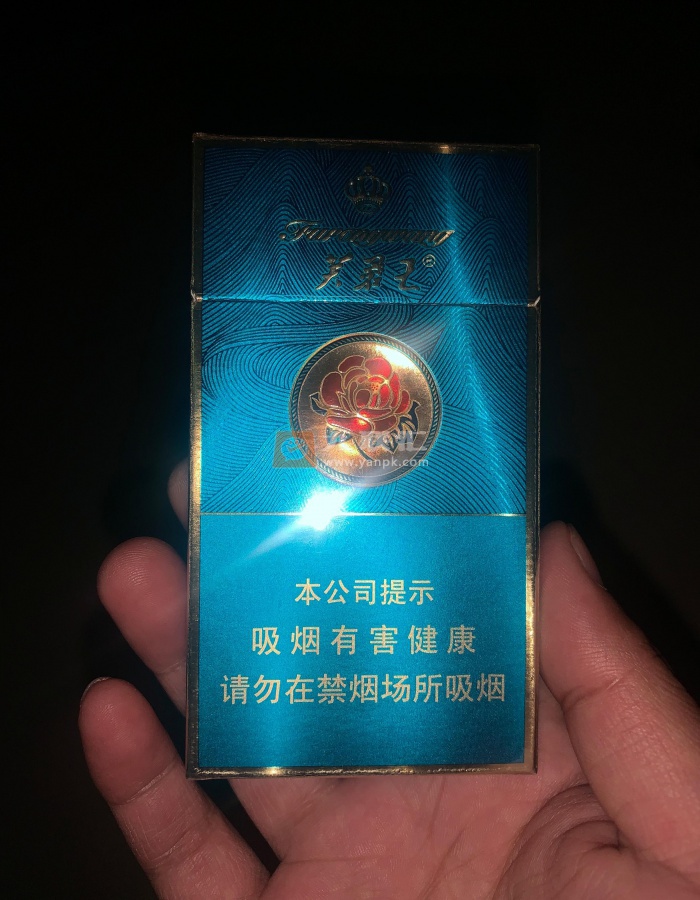 Furongwang
芙蓉王®
www.yanpk.com
本公司提示
吸烟有害健康
请勿在禁烟场所吸烟